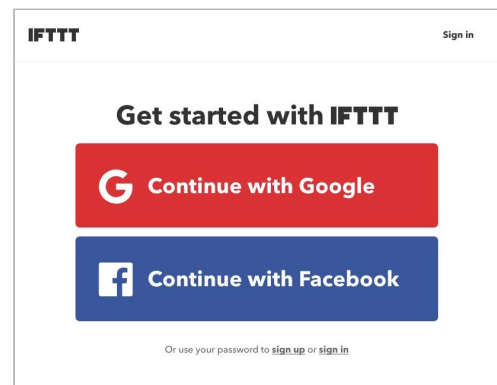 IFTTT
Sign in
Get started with IFTTT
Continue with Google
Continue with Facebook
Or use your password to sign up or sign in